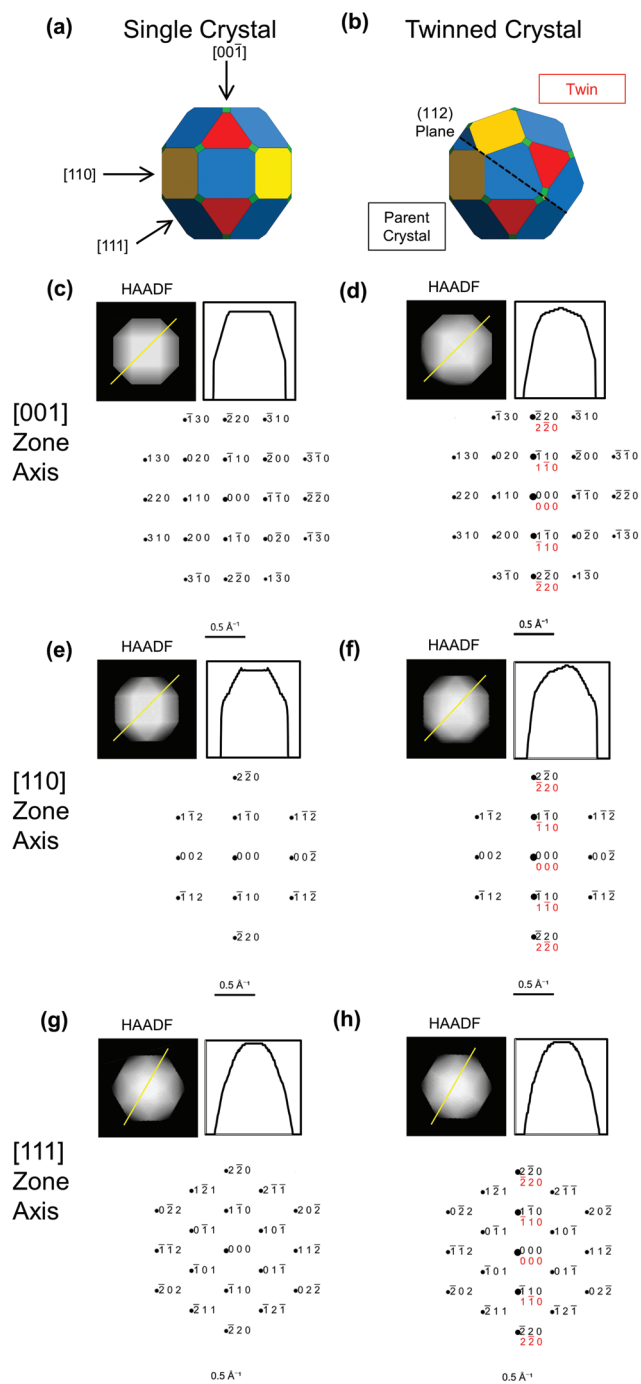 (a) Single Crystal
[001̅]
[110]
[111]
(b) Twinned Crystal
Twin
(112)
Plane
Parent
Crystal
[001]
Zone
Axis
(c)
HAADF
1̅ 3 0 2̅ 2 0 3̅ 1 0
1 3 0 0 2 0 1̅ 1 0 2̅ 0 0 3̅ 1̅ 0
2 2 0 1 1 0 0 0 0 1̅ 1̅ 0 2̅ 2̅ 0
3 1 0 2 0 0 1 1̅ 0 0 2̅ 0 1̅ 3̅ 0
3 1̅ 0 2 2̅ 0 1 3̅ 0
0.5 Å⁻¹
(d)
HAADF
1̅ 3 0 2̅ 2 0 3̅ 1 0
2 2̅ 0
1 3 0 0 2 0 1̅ 1 0 2̅ 0 0 3̅ 1̅ 0
1 1̅ 0
2 2 0 1 1 0 0 0 0 1̅ 1̅ 0 2̅ 2̅ 0
0 0 0
3 1 0 2 0 0 1 1̅ 0 0 2̅ 0 1̅ 3̅ 0
1̅ 1 0
3 1̅ 0 2 2̅ 0 1 3̅ 0
2̅ 2 0
0.5 Å⁻¹
[110]
Zone
Axis
(e)
HAADF
2 2̅ 0
1 1̅ 2 1 1̅ 0 1 1̅ 2̅
0 0 2 0 0 0 0 0 2̅
1̅ 1 2 1̅ 1 0 1̅ 1 2̅
2̅ 2 0
0.5 Å⁻¹
(f)
HAADF
2 2̅ 0
2̅ 2 0
1 1̅ 2 1 1̅ 0 1 1̅ 2̅
1̅ 1 0
0 0 2 0 0 0 0 0 2̅
0 0 0
1̅ 1 2 1̅ 1 0 1̅ 1 2̅
1 1̅ 0
2̅ 2 0
2 2̅ 0
0.5 Å⁻¹
[111]
Zone
Axis
(g)
HAADF
2 2̅ 0
1 2̅ 1 2 1̅ 1̅
0 2̅ 2 1 1̅ 0 2 0 2̅
0 1̅ 1 1 0 1̅
1̅ 1̅ 2 0 0 0 1 1 2̅
1̅ 0 1 0 1 1̅
2̅ 0 2 1̅ 1 0 0 2 2̅
2̅ 1 1 1̅ 2 1̅
2̅ 2 0
0.5 Å⁻¹
(h)
HAADF
2 2̅ 0
2̅ 2 0
1 2̅ 1 2 1̅ 1̅
0 2̅ 2 1 1̅ 0 2 0 2̅
1̅ 1 0
0 1̅ 1 1 0 1̅
1̅ 1̅ 2 0 0 0 1 1 2̅
0 0 0
1̅ 0 1 0 1 1̅
2̅ 0 2 1̅ 1 0 0 2 2̅
1 1̅ 0
2̅ 1 1 1̅ 2 1̅
2̅ 2 0
2 2̅ 0
0.5 Å⁻¹